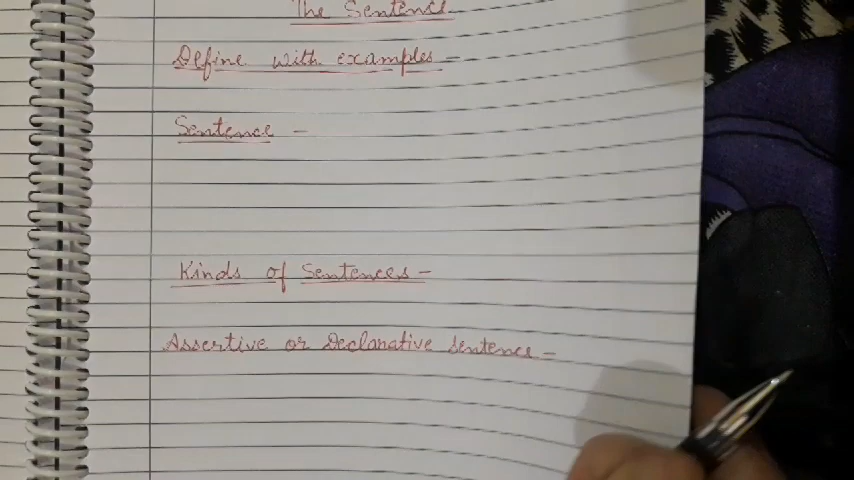 The Sentence
Define with examples -
Sentence -
Kinds of Sentences -
Assertive or Declarative sentence -